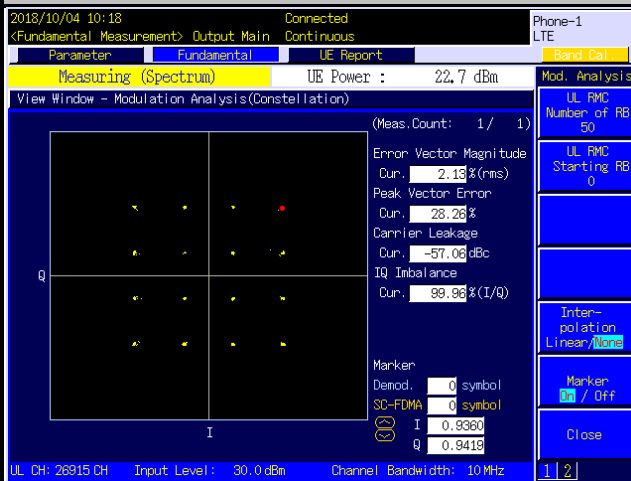 2018/10/04 10:18 Connected
<Fundamental Measurement> Output Main Continuous
Phone-1
LTE
Parameter Fundamental UE Report Band Cal.
Measuring (Spectrum) UE Power : 22.7 dBm
Mod. Analysis
View Window - Modulation Analysis(Constellation)
UL RMC
Number of RB
50
(Meas.Count: 1/ 1)
Error Vector Magnitude
Cur. 2.13 %(rms)
UL RMC
Starting RB
0
Peak Vector Error
Cur. 28.26 %
Carrier Leakage
Cur. -57.06 dBc
IQ Imbalance
Cur. 99.96 %(I/Q)
Q
I
Inter-
polation
Linear/None
Marker
Demod. 0 symbol
SC-FDMA 0 symbol
I 0.9360
Q 0.9419
Marker
On / Off
Close
UL CH: 26915 CH Input Level: 30.0 dBm Channel Bandwidth: 10 MHz
1 2